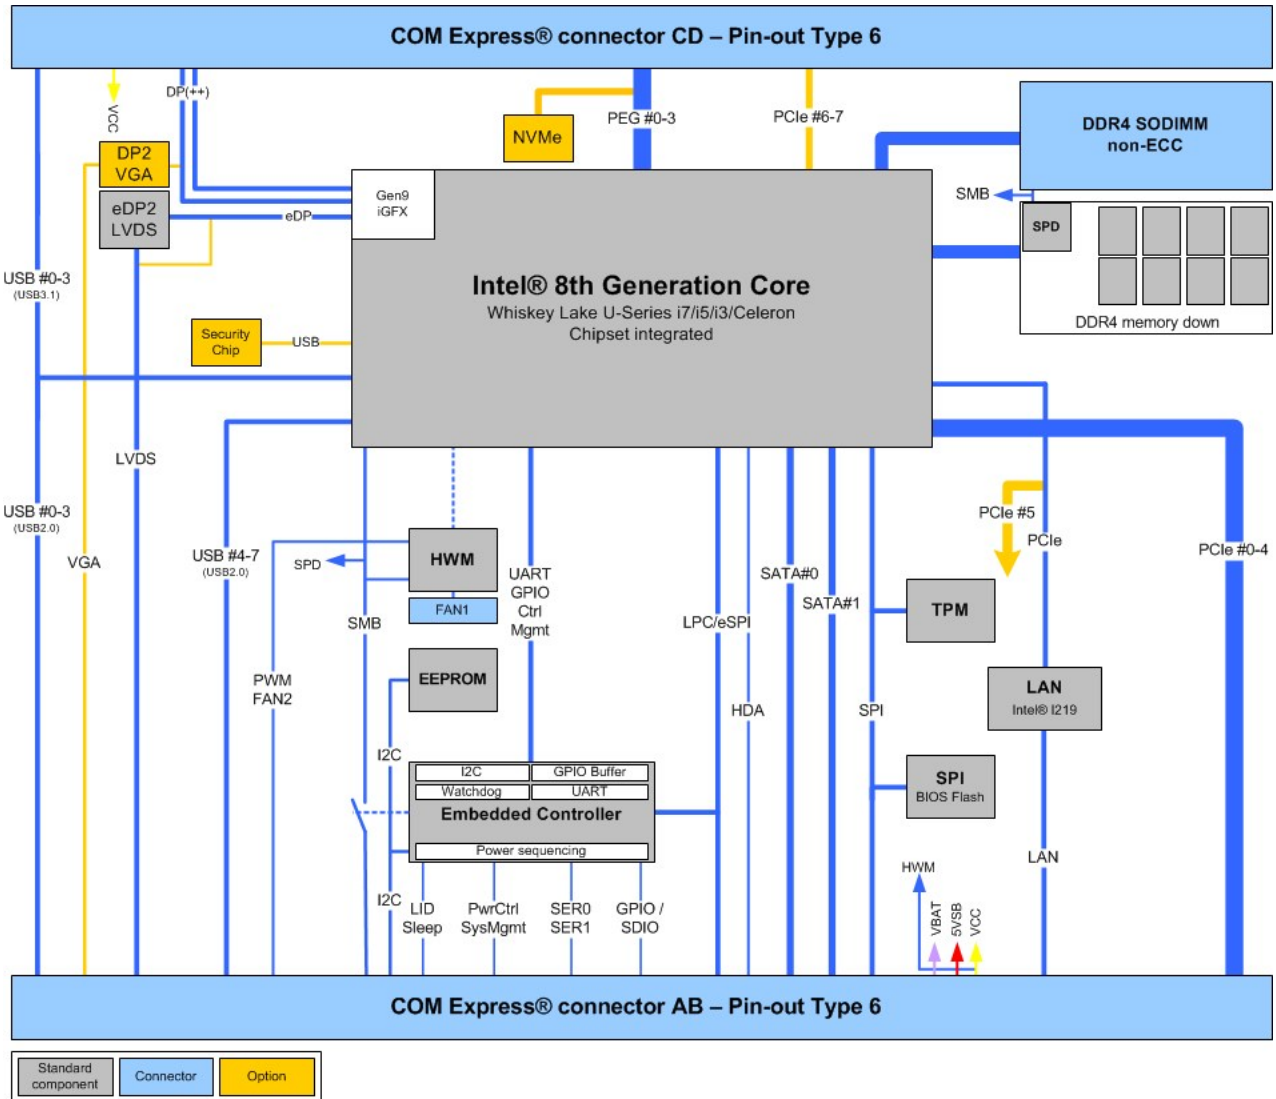 COM Express® connector CD – Pin-out Type 6
DP(++)
VCC
NVMe
PEG #0-3
PCIe #6-7
DDR4 SODIMM
non-ECC
DP2
VGA
eDP2
LVDS
eDP
Gen9
iGFX
SMB
SPD
DDR4 memory down
USB #0-3
(USB3.1)
Intel® 8th Generation Core
Whiskey Lake U-Series i7/i5/i3/Celeron
Chipset integrated
Security
Chip
USB
LVDS
USB #0-3
(USB2.0)
VGA
USB #4-7
(USB2.0)
SPD
HWM
FAN1
SMB
UART
GPIO
Ctrl
Mgmt
PWM
FAN2
EEPROM
I2C
LPC/eSPI
HDA
SATA#0
SATA#1
SPI
PCIe #5
PCIe
PCIe #0-4
TPM
LAN
Intel® I219
SPI
BIOS Flash
LAN
I2C
GPIO Buffer
Watchdog
UART
Embedded Controller
Power sequencing
I2C
LID
Sleep
PwrCtrl
SysMgmt
SER0
SER1
GPIO /
SDIO
HWM
VBAT
5VSB
VCC
COM Express® connector AB – Pin-out Type 6
Standard
component
Connector
Option